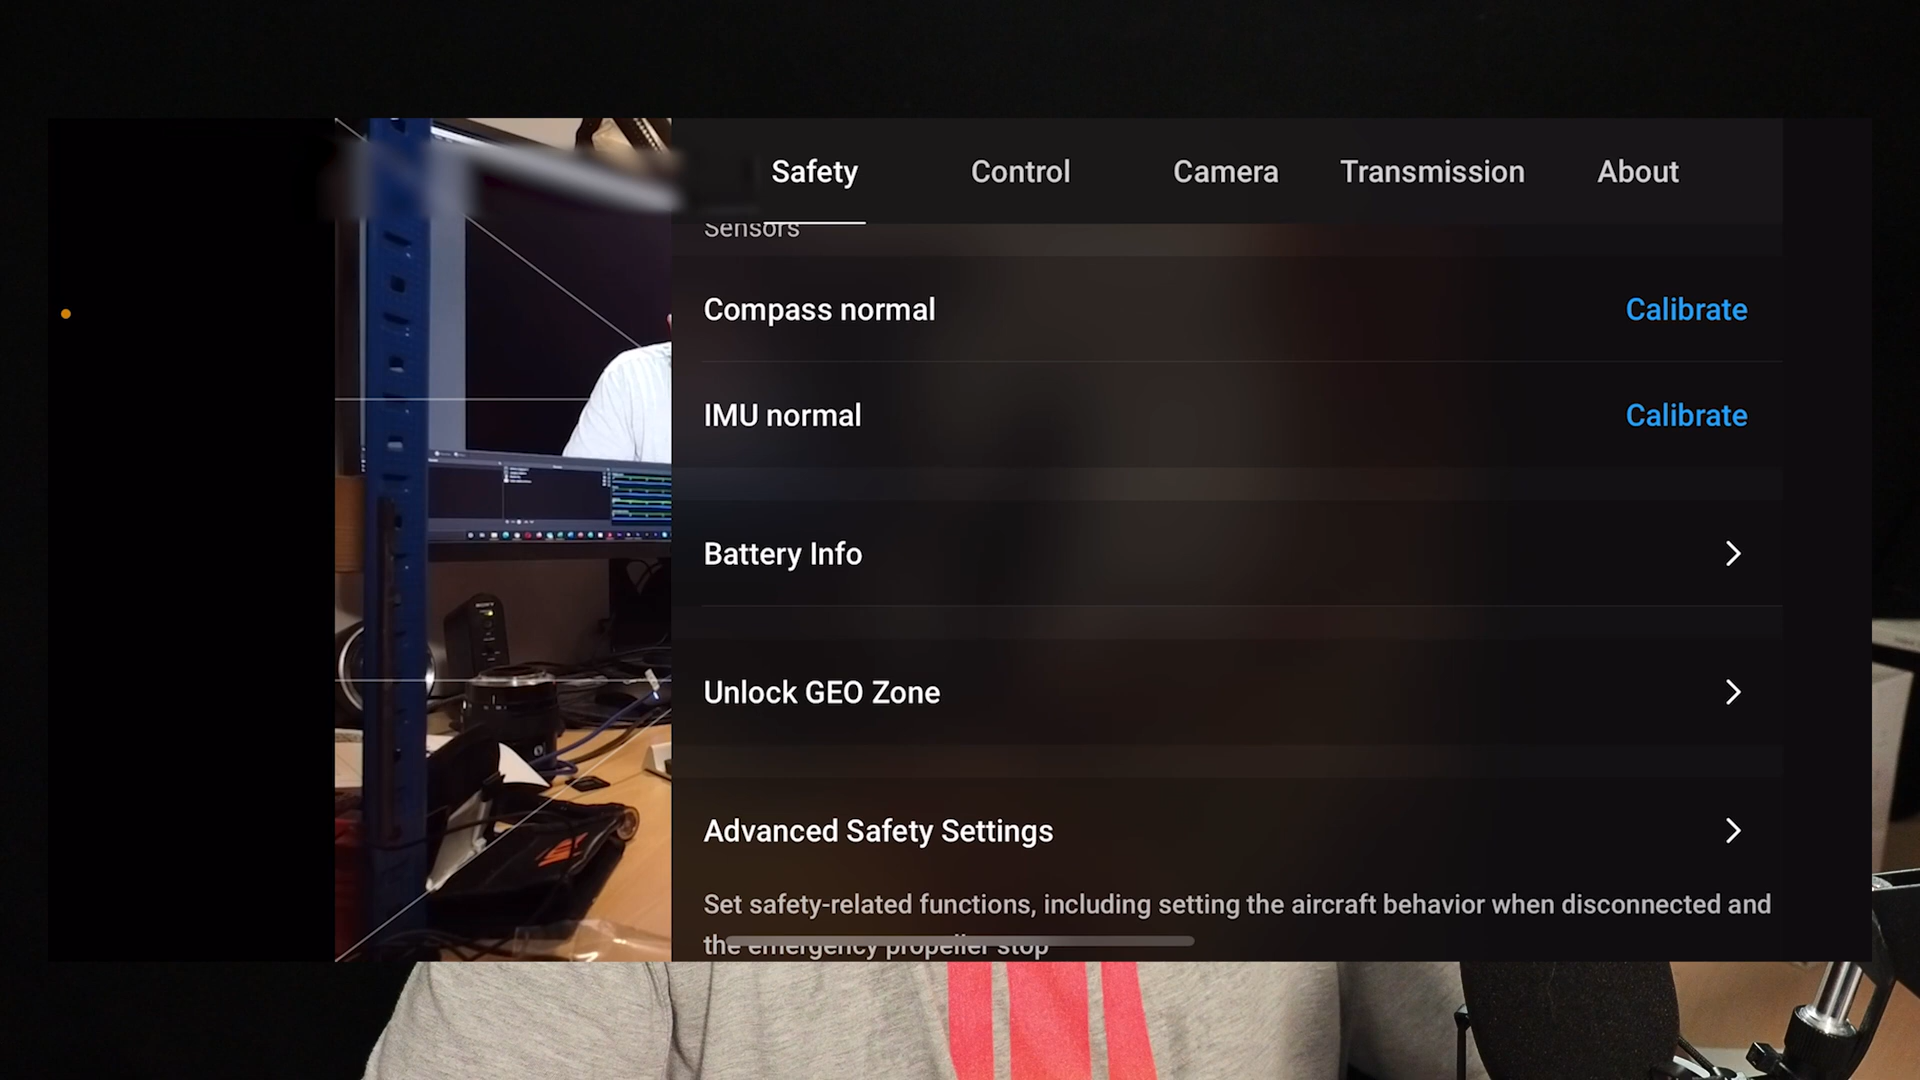 Safety Control Camera Transmission About
Sensors
Compass normal Calibrate
IMU normal Calibrate
Battery Info
Unlock GEO Zone
Advanced Safety Settings
Set safety-related functions, including setting the aircraft behavior when disconnected and
the emergency propeller stop
SONY